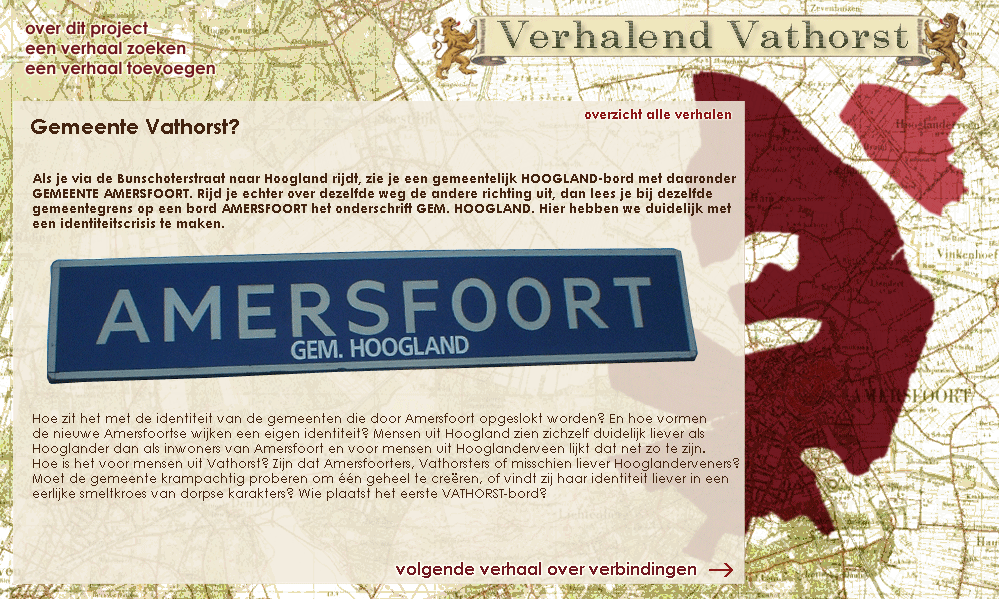 over dit project
een verhaal zoeken
een verhaal toevoegen
Verhalend Vathorst
overzicht alle verhalen
Gemeente Vathorst?
Als je via de Bunschoterstraat naar Hoogland rijdt, zie je een gemeentelijk HOOGLAND-bord met daaronder
GEMEENTE AMERSFOORT. Rijd je echter over dezelfde weg de andere richting uit, dan lees je bij dezelfde
gemeentegrens op een bord AMERSFOORT het onderschrift GEM. HOOGLAND. Hier hebben we duidelijk met
een identiteitscrisis te maken.
AMERSFOORT
GEM. HOOGLAND
Hoe zit het met de identiteit van de gemeenten die door Amersfoort opgeslokt worden? En hoe vormen
de nieuwe Amersfoortse wijken een eigen identiteit? Mensen uit Hoogland zien zichzelf duidelijk liever als
Hooglander dan als inwoners van Amersfoort en voor mensen uit Hooglanderveen lijkt dat net zo te zijn.
Hoe is het voor mensen uit Vathorst? Zijn dat Amersfoorters, Vathorsters of misschien liever Hooglanderveners?
Moet de gemeente krampachtig proberen om één geheel te creëren, of vindt zij haar identiteit liever in een
eerlijke smeltkroes van dorpse karakters? Wie plaatst het eerste VATHORST-bord?
volgende verhaal over verbindingen
Zevenhuizen
Hooglanderveen
Vinkenhoef
AMERSFOORT